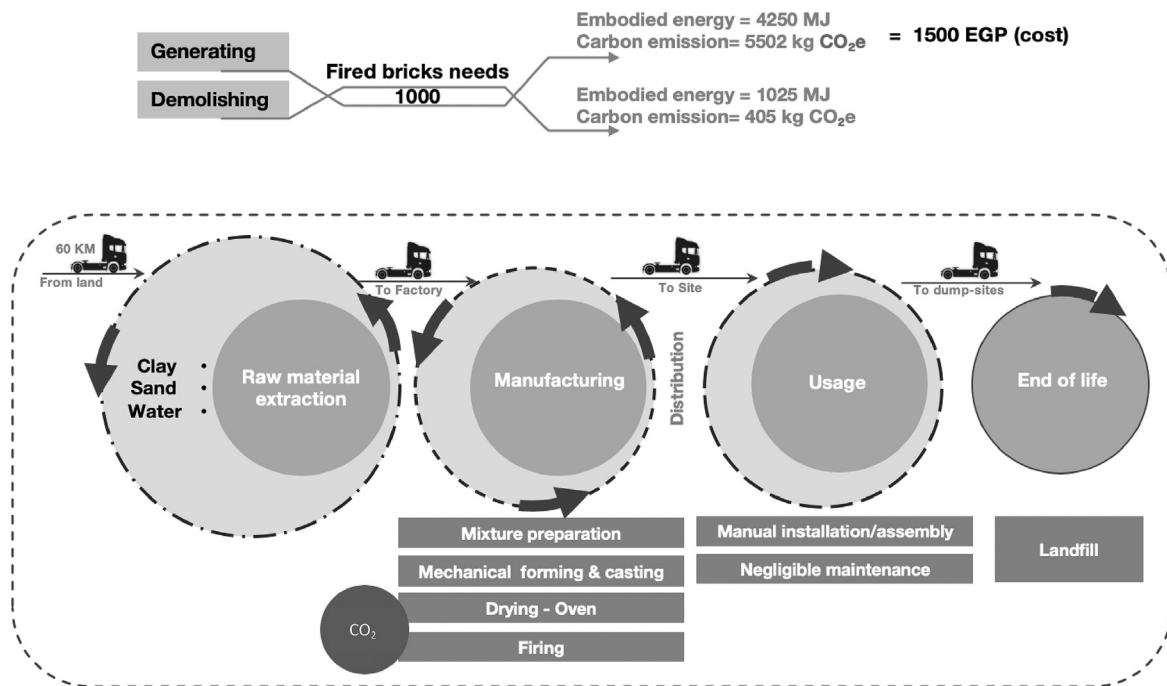 Generating
Demolishing
Fired bricks needs
1000
Embodied energy = 4250 MJ
Carbon emission= 5502 kg CO₂e
= 1500 EGP (cost)
Embodied energy = 1025 MJ
Carbon emission= 405 kg CO₂e
60 KM
From land
To Factory
To Site
To dump-sites
Clay •
Sand •
Water •
Raw material
extraction
Manufacturing
Distribution
Usage
End of life
Mixture preparation
Mechanical forming & casting
Drying - Oven
Firing
CO₂
Manual installation/assembly
Negligible maintenance
Landfill